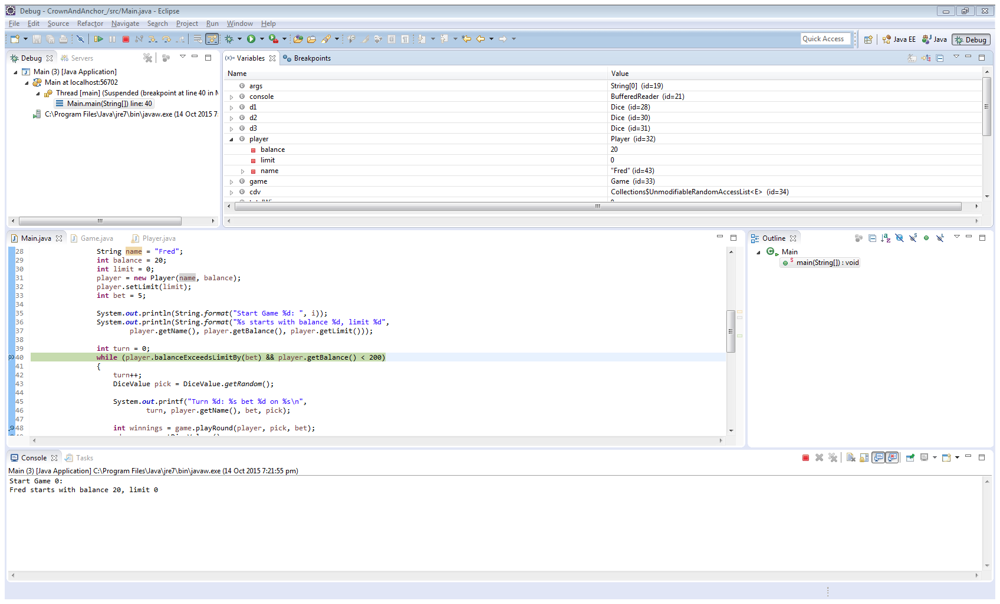 Debug - CrownAndAnchor_/src/Main.java - Eclipse
File Edit Source Refactor Navigate Search Project Run Window Help
Quick Access
Java EE
Java
Debug
Debug
Servers
Main (3) [Java Application]
Main at localhost:56702
Thread [main] (Suspended (breakpoint at line 40 in M
Main.main(String[]) line: 40
C:\Program Files\Java\jre7\bin\javaw.exe (14 Oct 2015 7:
(x)= Variables
Breakpoints
Name Value
args String[0] (id=19)
console BufferedReader (id=21)
d1 Dice (id=28)
d2 Dice (id=30)
d3 Dice (id=31)
player Player (id=32)
balance 20
limit 0
name "Fred" (id=43)
game Game (id=33)
cdv Collections$UnmodifiableRandomAccessList<E> (id=34)
Main.java
Game.java
Player.java
28 String name = "Fred";
29 int balance = 20;
30 int limit = 0;
31 player = new Player(name, balance);
32 player.setLimit(limit);
33 int bet = 5;
34
35 System.out.println(String.format("Start Game %d: ", i));
36 System.out.println(String.format("%s starts with balance %d, limit %d",
37 player.getName(), player.getBalance(), player.getLimit()));
38
39 int turn = 0;
40 while (player.balanceExceedsLimitBy(bet) && player.getBalance() < 200)
41 {
42 turn++;
43 DiceValue pick = DiceValue.getRandom();
44
45 System.out.printf("Turn %d: %s bet %d on %s\n",
46 turn, player.getName(), bet, pick);
47
48 int winnings = game.playRound(player, pick, bet);
Outline
Main
main(String[]) : void
Console
Tasks
Main (3) [Java Application] C:\Program Files\Java\jre7\bin\javaw.exe (14 Oct 2015 7:21:55 pm)
Start Game 0:
Fred starts with balance 20, limit 0